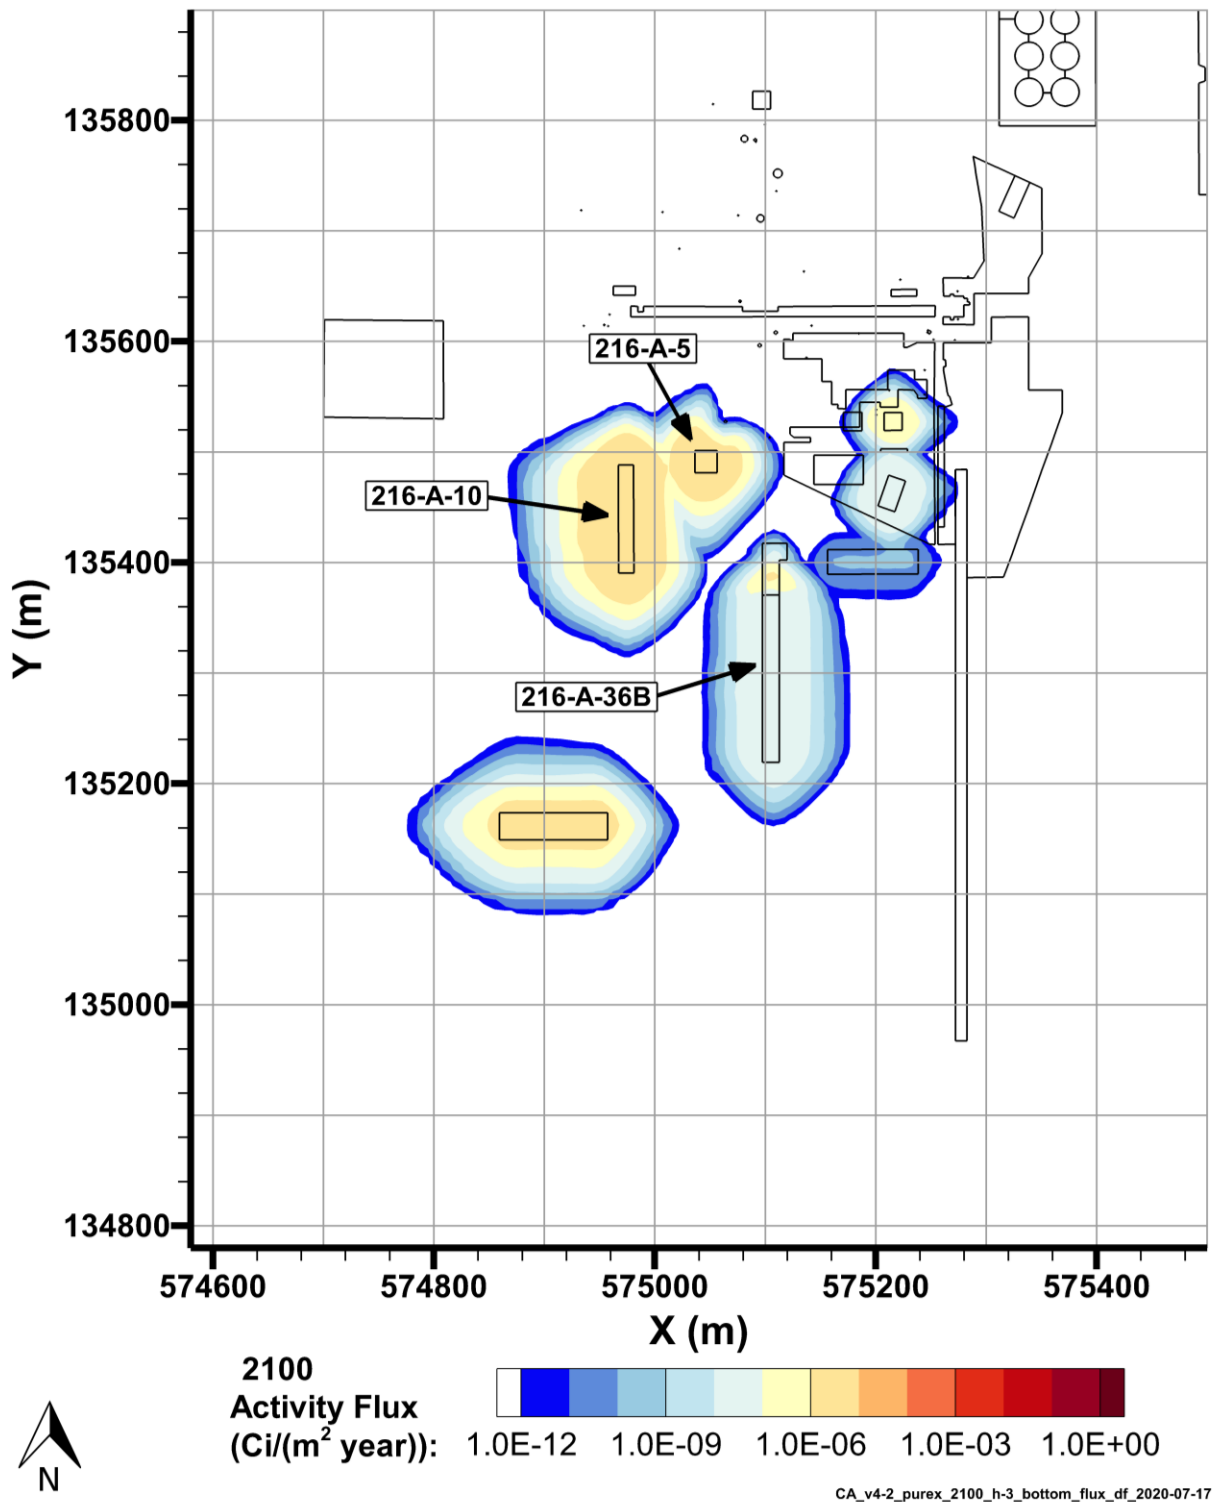 135800
135600
135400
135200
135000
134800
Y (m)
216-A-5
216-A-10
216-A-36B
574600 574800 575000 575200 575400
X (m)
2100
Activity Flux
(Ci/(m² year)):
1.0E-12 1.0E-09 1.0E-06 1.0E-03 1.0E+00
N
CA_v4-2_purex_2100_h-3_bottom_flux_df_2020-07-17